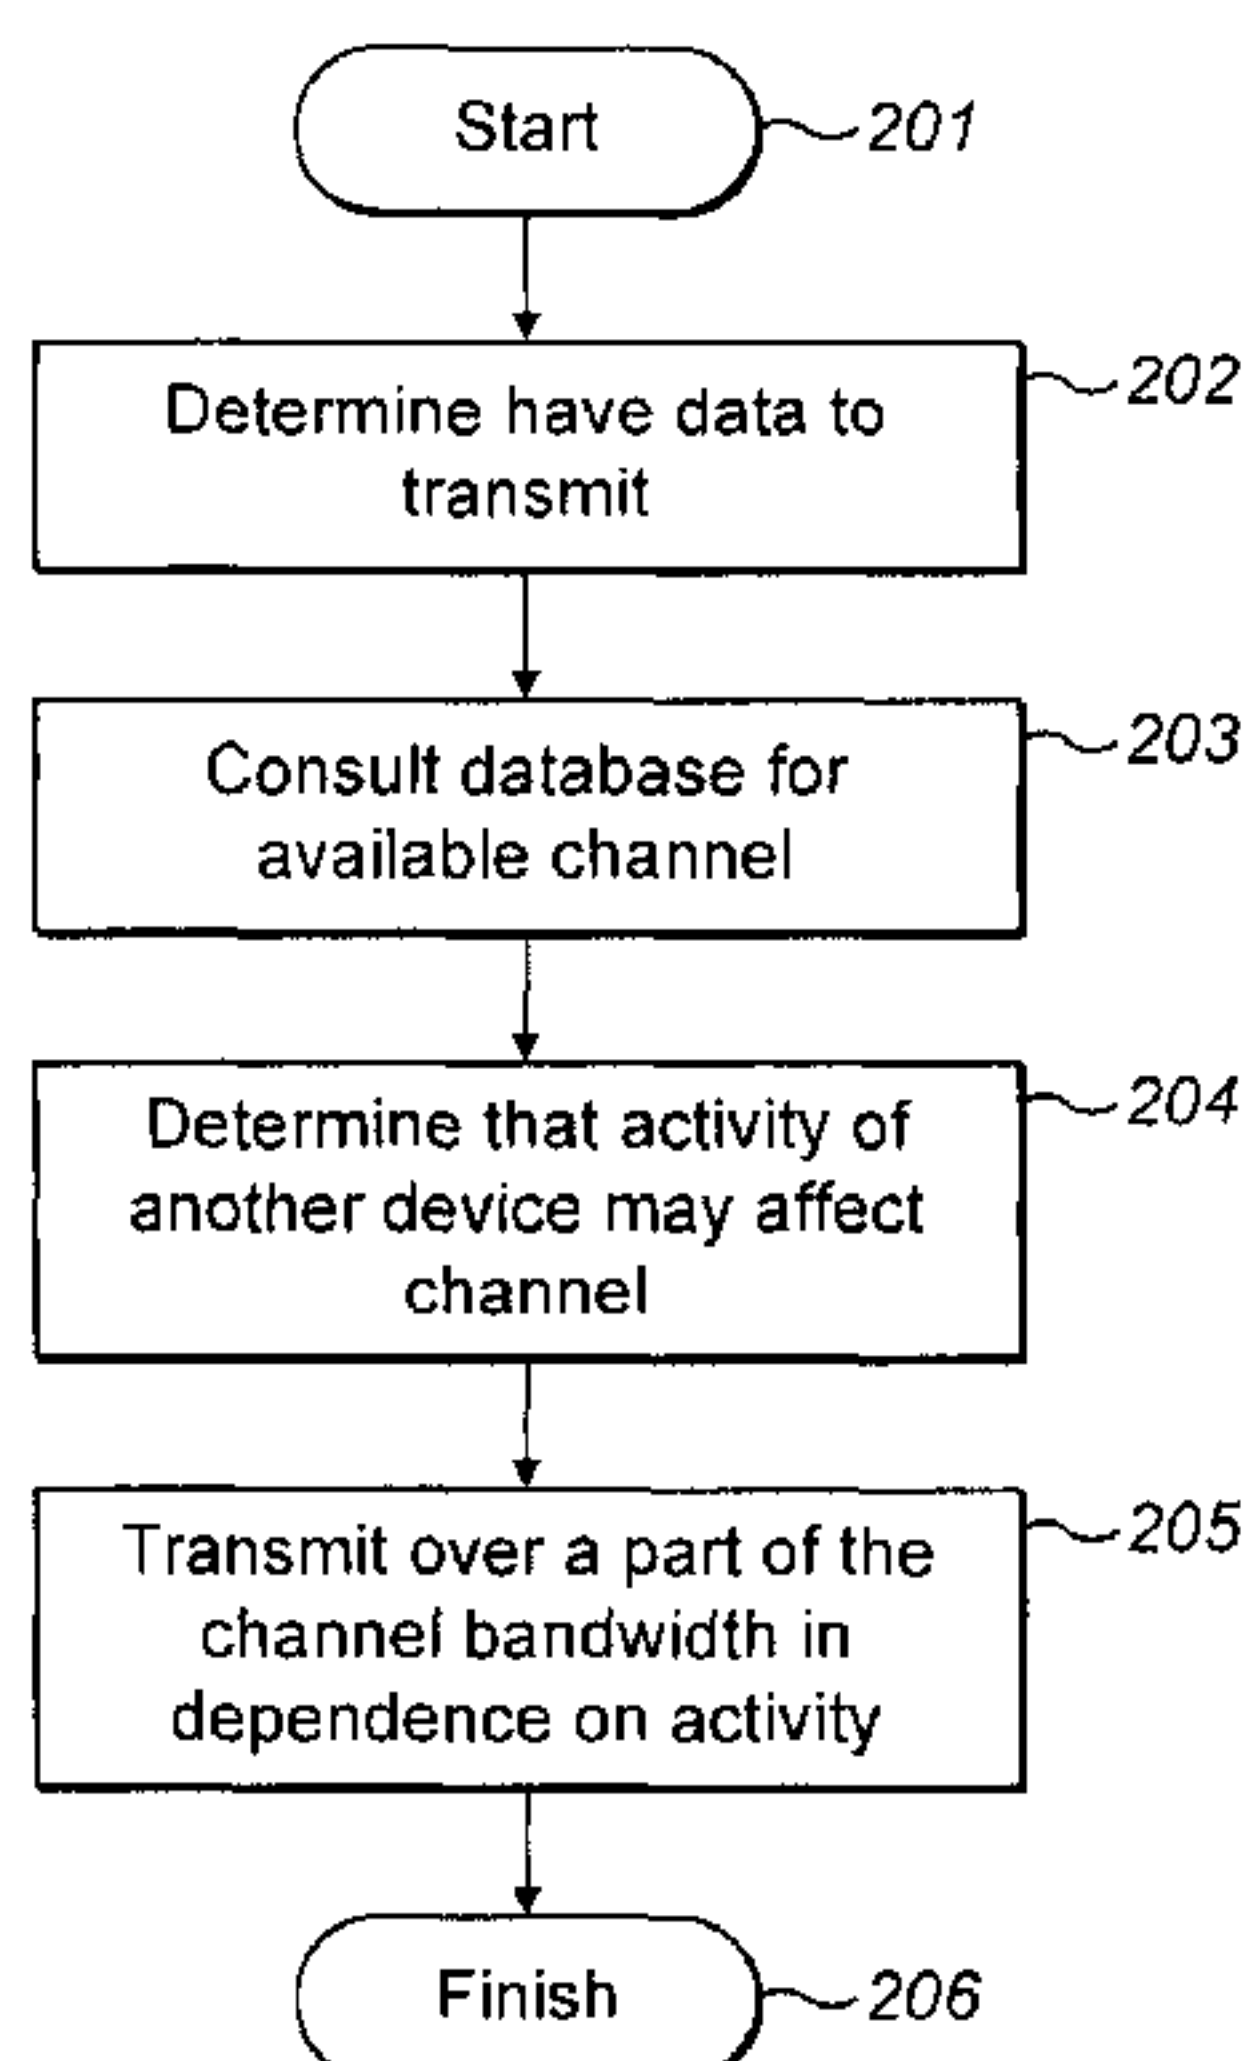 Start
201
Determine have data to
transmit
202
Consult database for
available channel
203
Determine that activity of
another device may affect
channel
204
Transmit over a part of the
channel bandwidth in
dependence on activity
205
Finish
206